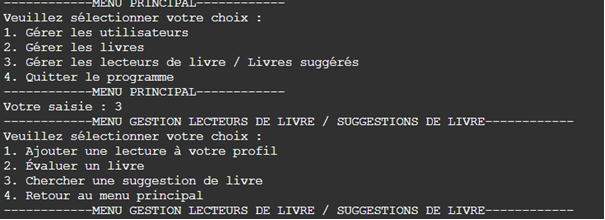 ------------MENU PRINCIPAL------------
Veuillez sélectionner votre choix :
1. Gérer les utilisateurs
2. Gérer les livres
3. Gérer les lecteurs de livre / Livres suggérés
4. Quitter le programme
------------MENU PRINCIPAL------------
Votre saisie : 3
------------MENU GESTION LECTEURS DE LIVRE / SUGGESTIONS DE LIVRE------------
Veuillez sélectionner votre choix :
1. Ajouter une lecture à votre profil
2. Évaluer un livre
3. Chercher une suggestion de livre
4. Retour au menu principal
------------MENU GESTION LECTEURS DE LIVRE / SUGGESTIONS DE LIVRE------------